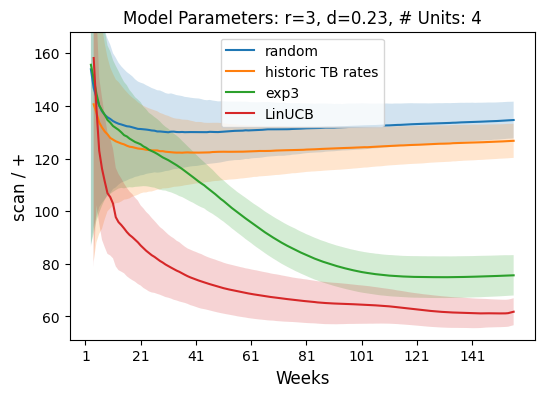 Model Parameters: r=3, d=0.23, # Units: 4
random
historic TB rates
exp3
LinUCB
scan / +
160
140
120
100
80
60
1 21 41 61 81 101 121 141
Weeks